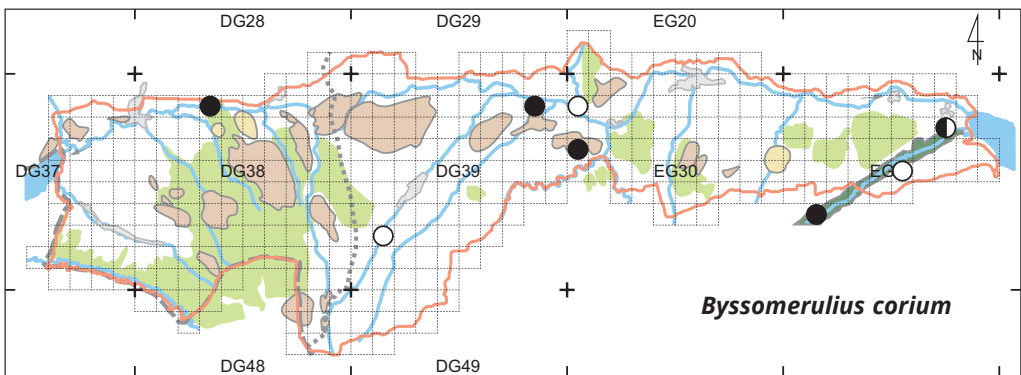 DG28 DG29 EG20
N
DG37 DG38 DG39 EG30 EG
Byssomerulius corium
DG48 DG49